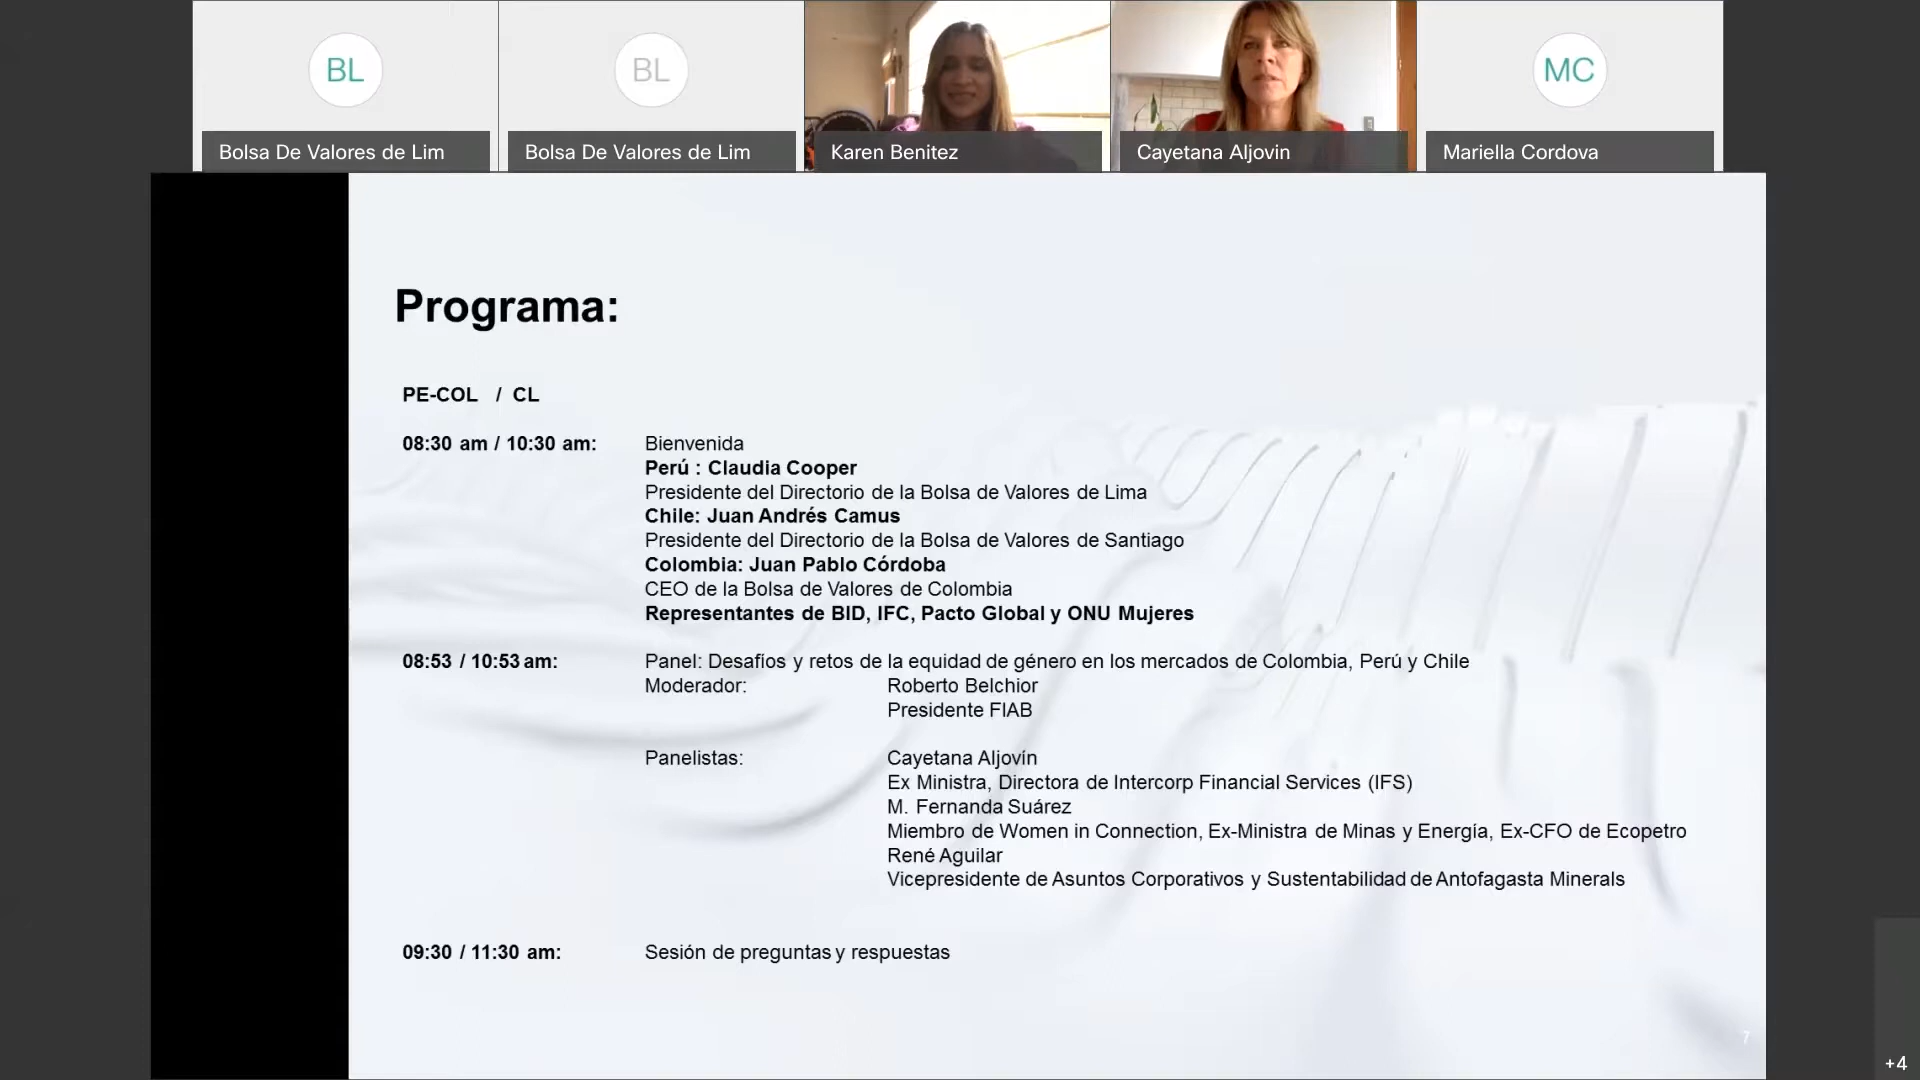 BL
BL
MC
Bolsa De Valores de Lim
Bolsa De Valores de Lim
Karen Benitez
Cayetana Aljovin
Mariella Cordova
Programa:
PE-COL / CL
08:30 am / 10:30 am: Bienvenida
Perú : Claudia Cooper
Presidente del Directorio de la Bolsa de Valores de Lima
Chile: Juan Andrés Camus
Presidente del Directorio de la Bolsa de Valores de Santiago
Colombia: Juan Pablo Córdoba
CEO de la Bolsa de Valores de Colombia
Representantes de BID, IFC, Pacto Global y ONU Mujeres
08:53 / 10:53 am: Panel: Desafíos y retos de la equidad de género en los mercados de Colombia, Perú y Chile
Moderador: Roberto Belchior
Presidente FIAB
Panelistas: Cayetana Aljovín
Ex Ministra, Directora de Intercorp Financial Services (IFS)
M. Fernanda Suárez
Miembro de Women in Connection, Ex-Ministra de Minas y Energía, Ex-CFO de Ecopetro
René Aguilar
Vicepresidente de Asuntos Corporativos y Sustentabilidad de Antofagasta Minerals
09:30 / 11:30 am: Sesión de preguntas y respuestas
7
+4